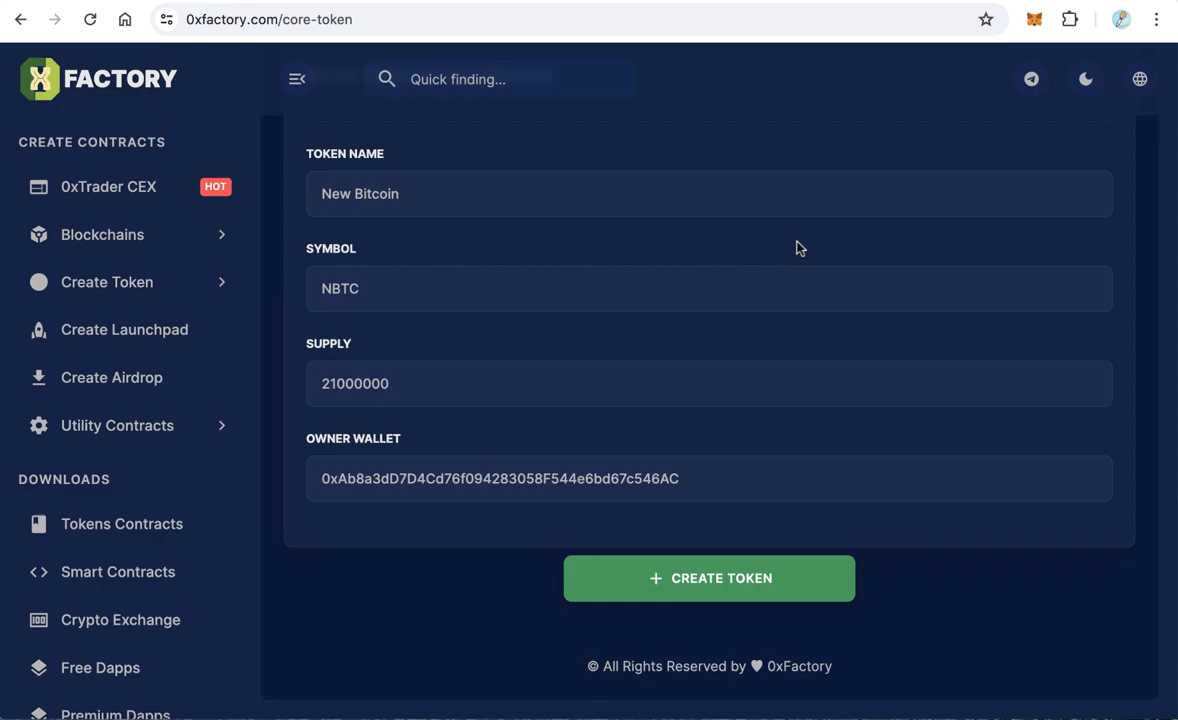 0xfactory.com/core-token
FACTORY
Quick finding...
CREATE CONTRACTS
0xTrader CEX
HOT
Blockchains
Create Token
Create Launchpad
Create Airdrop
Utility Contracts
DOWNLOADS
Tokens Contracts
Smart Contracts
Crypto Exchange
Free Dapps
Premium Dapps
TOKEN NAME
New Bitcoin
SYMBOL
NBTC
SUPPLY
21000000
OWNER WALLET
0xAb8a3dD7D4Cd76f094283058F544e6bd67c546AC
+ CREATE TOKEN
© All Rights Reserved by ♥ 0xFactory